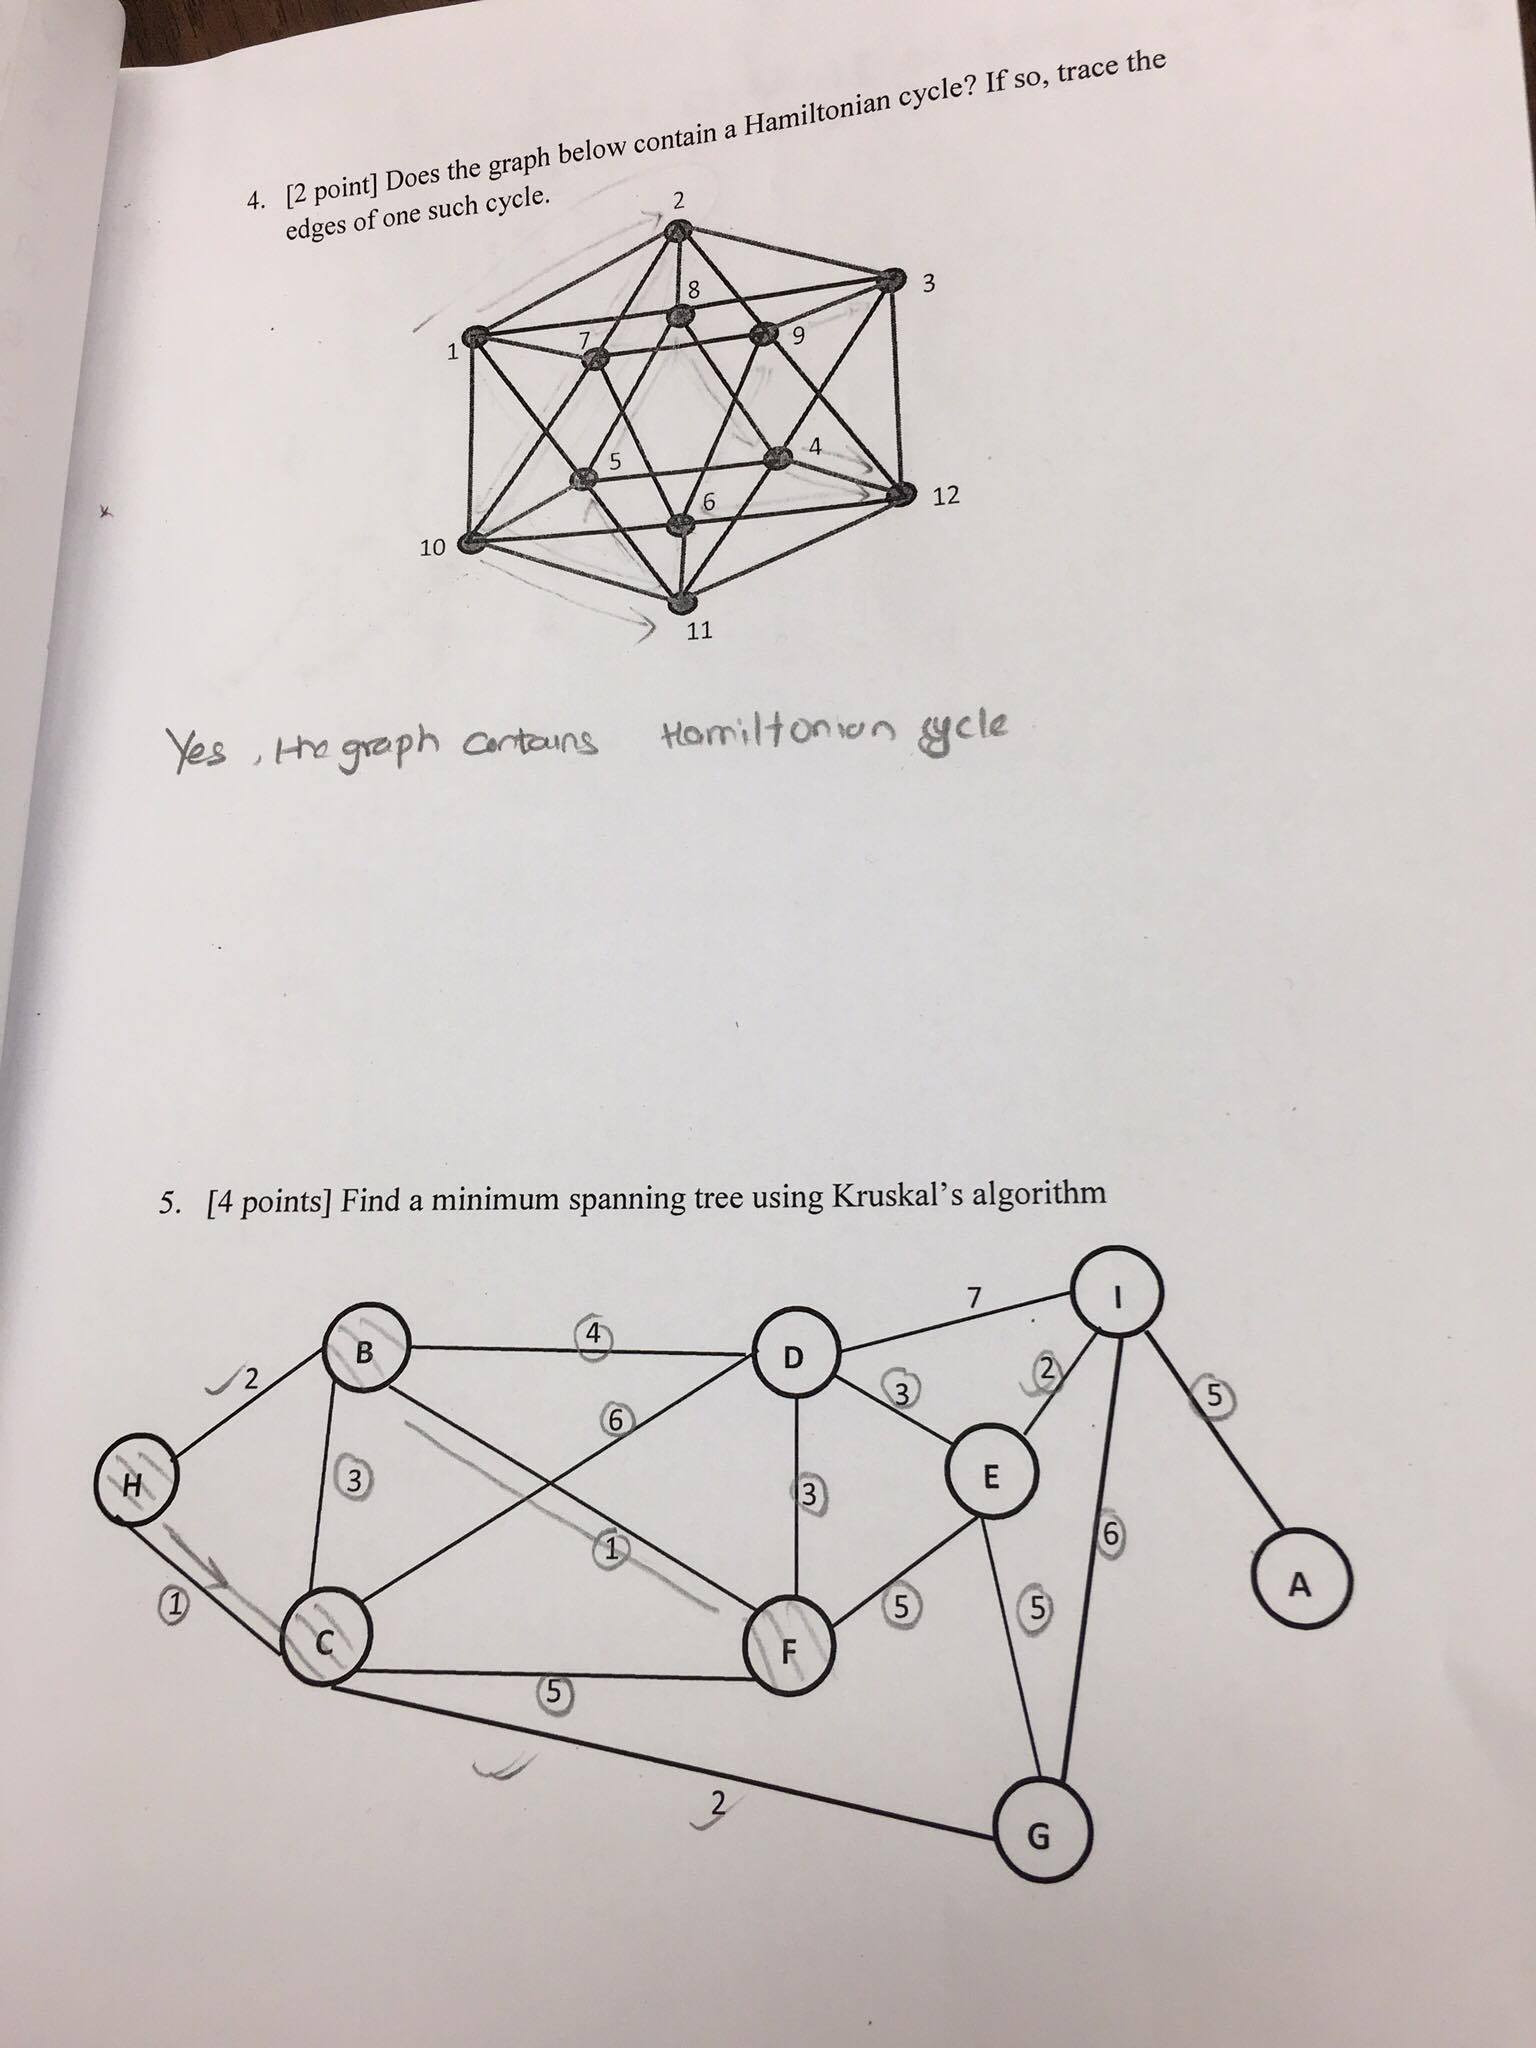 4. [2 point] Does the graph below contain a Hamiltonian cycle? If so, trace the
edges of one such cycle.
2
3
8
1
7
9
5
4
6
12
10
11
Yes, the graph contains Hamiltonian cycle
5. [4 points] Find a minimum spanning tree using Kruskal's algorithm
I
7
B
4
D
2
2
3
5
6
H
3
3
E
1
6
1
5
5
A
C
F
5
2
G